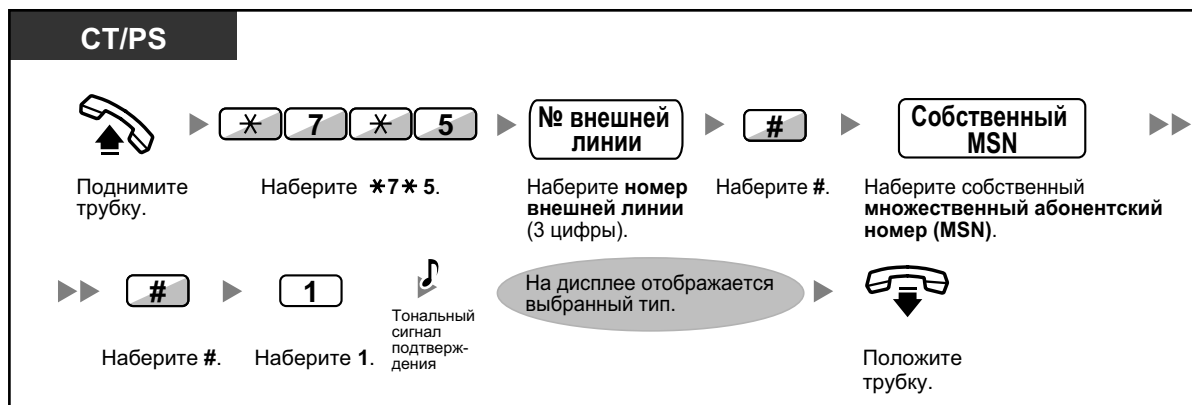 CT/PS
* 7 * 5
№ внешней
линии
#
Собственный
MSN
Поднимите
трубку.
Наберите *7* 5.
Наберите номер
внешней линии
(3 цифры).
Наберите #.
Наберите собственный
множественный абонентский
номер (MSN).
#
1
Тональный
сигнал
подтверж-
дения
На дисплее отображается
выбранный тип.
Наберите #.
Наберите 1.
Положите
трубку.